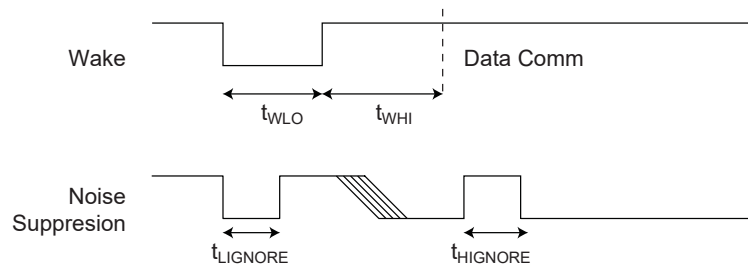 Wake
Data Comm
tWLO
tWHI
Noise
Suppresion
tLIGNORE
tHIGNORE